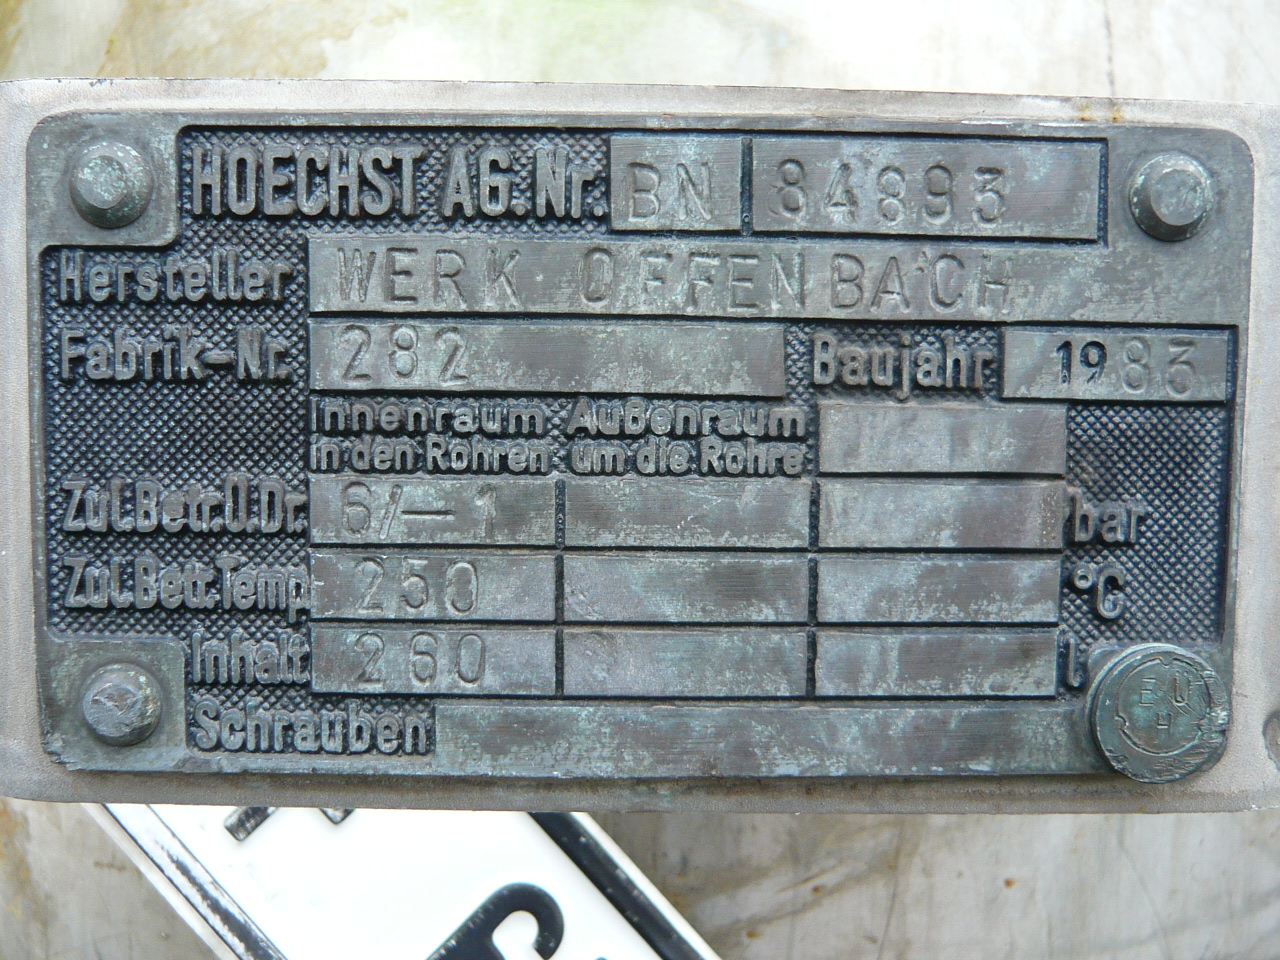 HOECHST AG.Nr. BN 84893
Hersteller WERK OFFENBACH
Fabrik-Nr. 282 Baujahr 1983
Innenraum Außenraum
in den Rohren um die Rohre
Zul.Betr.Ü.Dr. 6/—1 bar
Zul.Betr.Temp. 250 °C
Inhalt 260 l
Schrauben